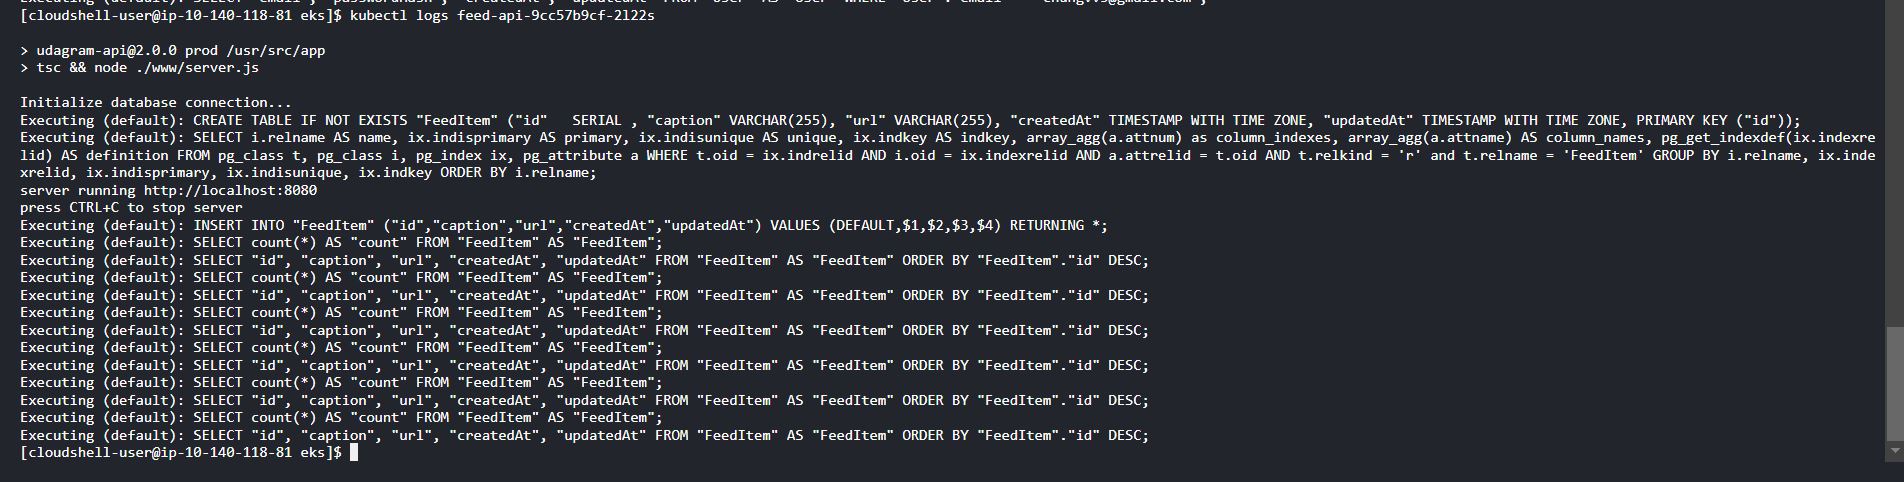 [cloudshell-user@ip-10-140-118-81 eks]$ kubectl logs feed-api-9cc57b9cf-2l22s
> udagram-api@2.0.0 prod /usr/src/app
> tsc && node ./www/server.js
Initialize database connection...
Executing (default): CREATE TABLE IF NOT EXISTS "FeedItem" ("id"   SERIAL , "caption" VARCHAR(255), "url" VARCHAR(255), "createdAt" TIMESTAMP WITH TIME ZONE, "updatedAt" TIMESTAMP WITH TIME ZONE, PRIMARY KEY ("id"));
Executing (default): SELECT i.relname AS name, ix.indisprimary AS primary, ix.indisunique AS unique, ix.indkey AS indkey, array_agg(a.attnum) as column_indexes, array_agg(a.attname) AS column_names, pg_get_indexdef(ix.indexre
lid) AS definition FROM pg_class t, pg_class i, pg_index ix, pg_attribute a WHERE t.oid = ix.indrelid AND i.oid = ix.indexrelid AND a.attrelid = t.oid AND t.relkind = 'r' and t.relname = 'FeedItem' GROUP BY i.relname, ix.inde
xrelid, ix.indisprimary, ix.indisunique, ix.indkey ORDER BY i.relname;
server running http://localhost:8080
press CTRL+C to stop server
Executing (default): INSERT INTO "FeedItem" ("id","caption","url","createdAt","updatedAt") VALUES (DEFAULT,$1,$2,$3,$4) RETURNING *;
Executing (default): SELECT count(*) AS "count" FROM "FeedItem" AS "FeedItem";
Executing (default): SELECT "id", "caption", "url", "createdAt", "updatedAt" FROM "FeedItem" AS "FeedItem" ORDER BY "FeedItem"."id" DESC;
Executing (default): SELECT count(*) AS "count" FROM "FeedItem" AS "FeedItem";
Executing (default): SELECT "id", "caption", "url", "createdAt", "updatedAt" FROM "FeedItem" AS "FeedItem" ORDER BY "FeedItem"."id" DESC;
Executing (default): SELECT count(*) AS "count" FROM "FeedItem" AS "FeedItem";
Executing (default): SELECT "id", "caption", "url", "createdAt", "updatedAt" FROM "FeedItem" AS "FeedItem" ORDER BY "FeedItem"."id" DESC;
Executing (default): SELECT count(*) AS "count" FROM "FeedItem" AS "FeedItem";
Executing (default): SELECT "id", "caption", "url", "createdAt", "updatedAt" FROM "FeedItem" AS "FeedItem" ORDER BY "FeedItem"."id" DESC;
Executing (default): SELECT count(*) AS "count" FROM "FeedItem" AS "FeedItem";
Executing (default): SELECT "id", "caption", "url", "createdAt", "updatedAt" FROM "FeedItem" AS "FeedItem" ORDER BY "FeedItem"."id" DESC;
Executing (default): SELECT count(*) AS "count" FROM "FeedItem" AS "FeedItem";
Executing (default): SELECT "id", "caption", "url", "createdAt", "updatedAt" FROM "FeedItem" AS "FeedItem" ORDER BY "FeedItem"."id" DESC;
[cloudshell-user@ip-10-140-118-81 eks]$